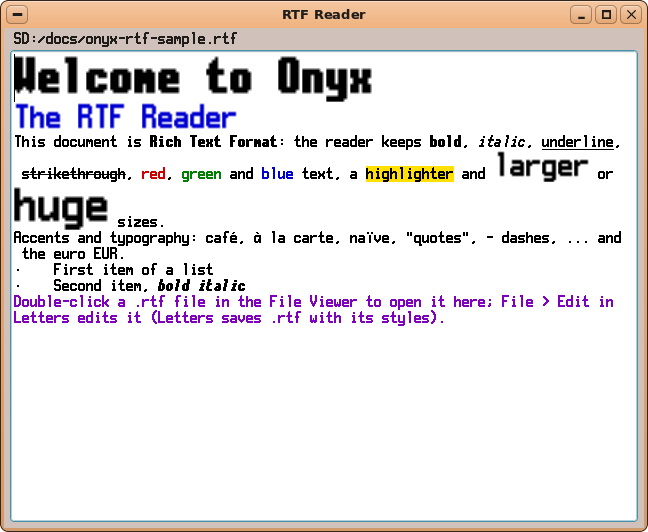 RTF Reader
SD:/docs/onyx-rtf-sample.rtf
Welcome to Onyx
The RTF Reader
This document is Rich Text Format: the reader keeps bold, italic, underline,
strikethrough, red, green and blue text, a highlighter and larger or
huge sizes.
Accents and typography: café, à la carte, naïve, "quotes", - dashes, ... and
the euro EUR.
· First item of a list
· Second item, bold italic
Double-click a .rtf file in the File Viewer to open it here; File > Edit in
Letters edits it (Letters saves .rtf with its styles).